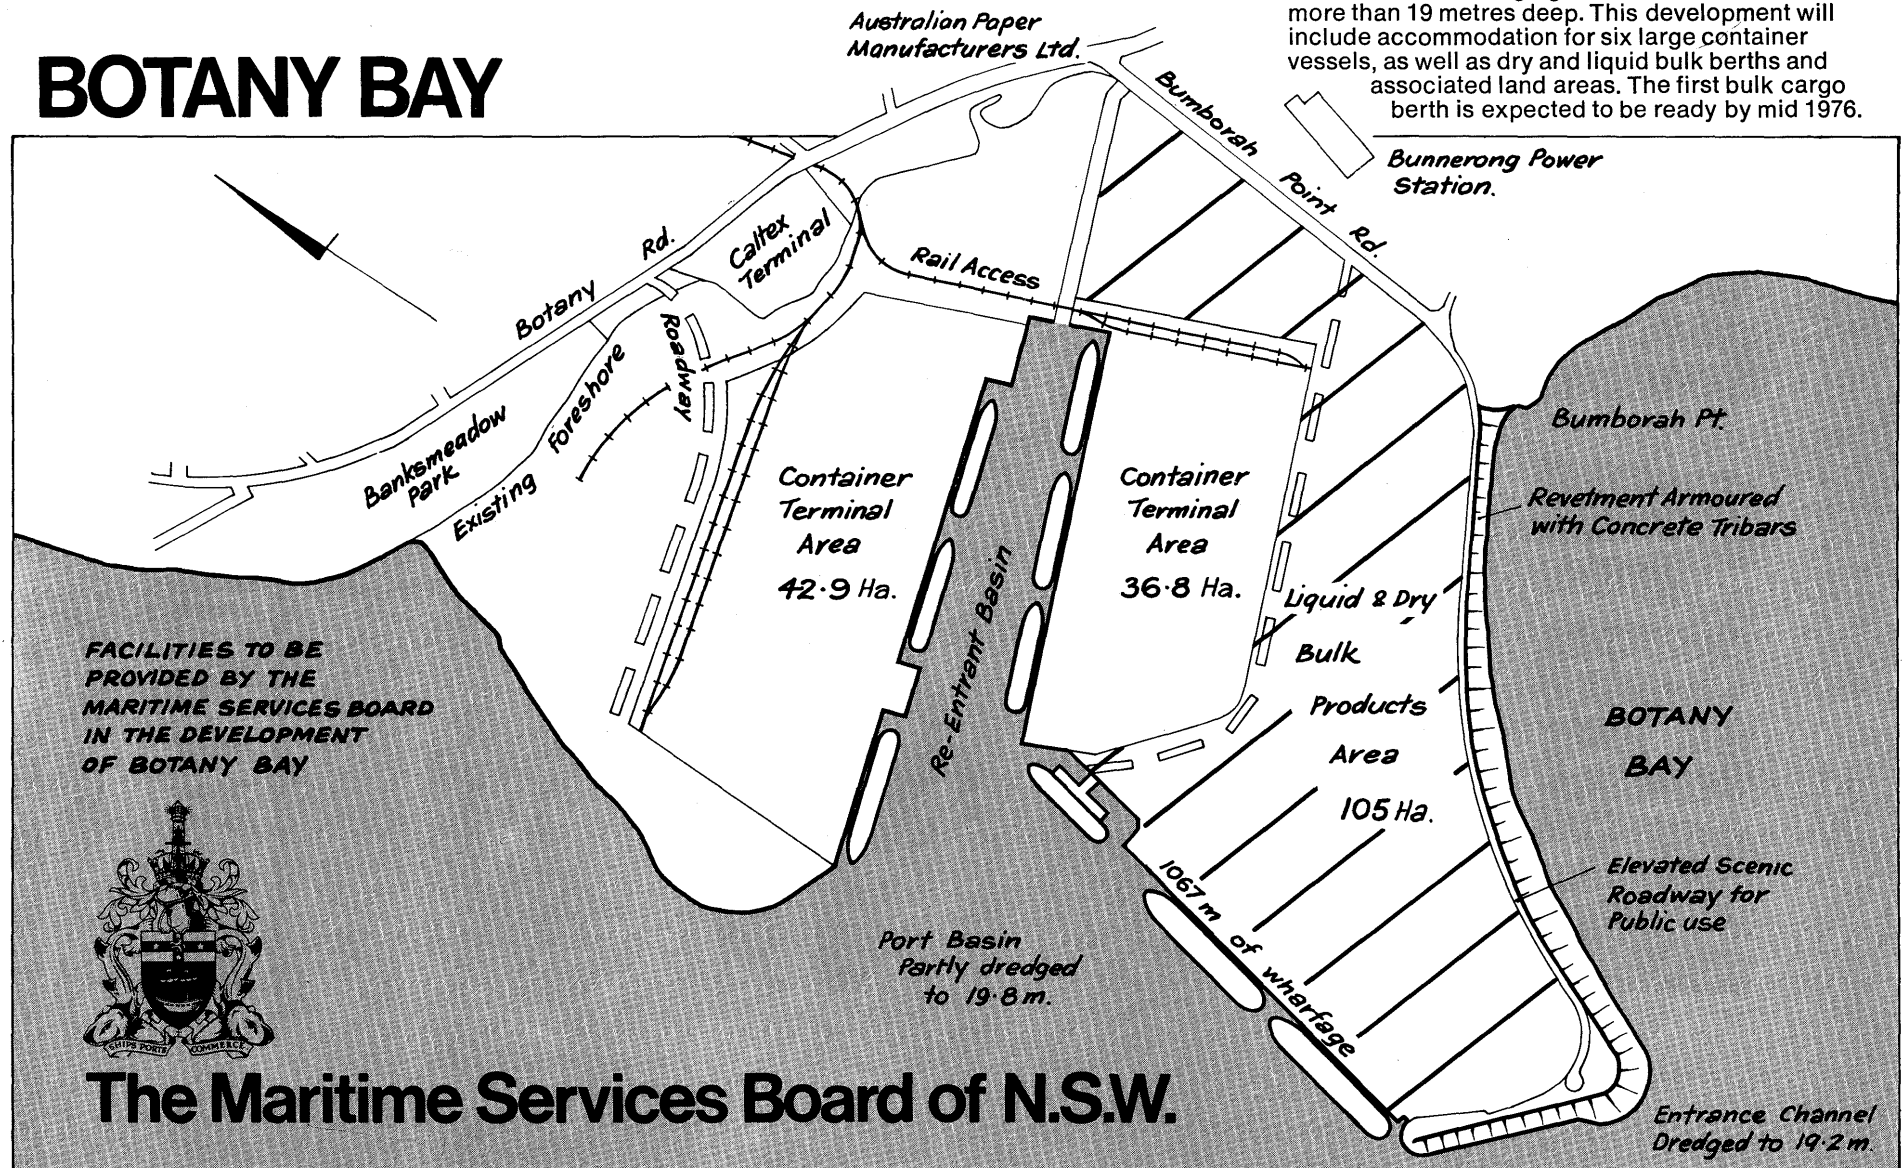 more than 19 metres deep. This development will
include accommodation for six large container
vessels, as well as dry and liquid bulk berths and
associated land areas. The first bulk cargo
berth is expected to be ready by mid 1976.
BOTANY BAY
Australian Paper
Manufacturers Ltd.
Bumborah Point Rd.
Bunnerong Power
Station.
Botany Rd.
Caltex
Terminal
Rail Access
Roadway
Existing Foreshore
Banksmeadow
Park
Container
Terminal
Area
42·9 Ha.
Re-Entrant Basin
Container
Terminal
Area
36·8 Ha.
Liquid & Dry
Bulk
Products
Area
105 Ha.
Bumborah Pt.
Revetment Armoured
with Concrete Tribars
BOTANY
BAY
Elevated Scenic
Roadway for
Public use
1067 m of wharfage
Port Basin
Partly dredged
to 19·8 m.
Entrance Channel
Dredged to 19·2 m.
FACILITIES TO BE
PROVIDED BY THE
MARITIME SERVICES BOARD
IN THE DEVELOPMENT
OF BOTANY BAY
SHIPS PORTS COMMERCE
The Maritime Services Board of N.S.W.